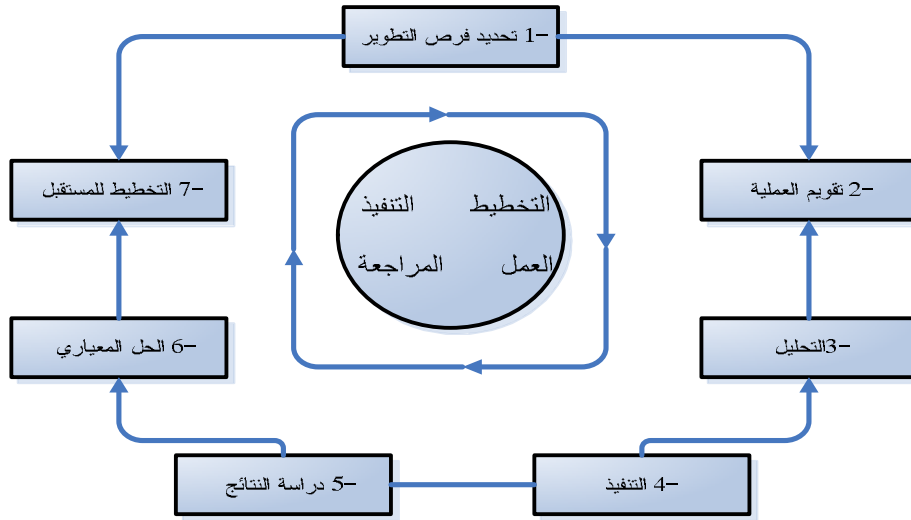 1- تحديد فرص التطوير
2- تقويم العملية
3-التحليل
4- التنفيذ
5- دراسة النتائج
6- الحل المعياري
7- التخطيط للمستقبل
التخطيط التنفيذ
العمل المراجعة